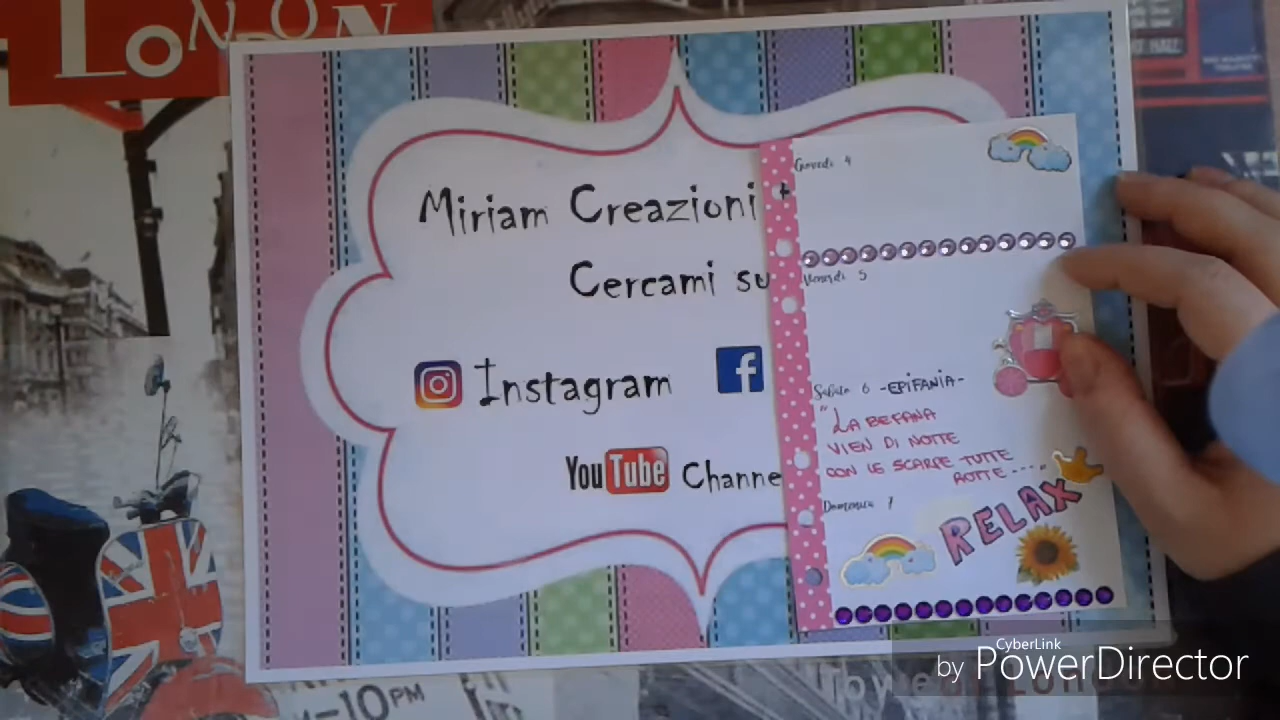 LONDON
Miriam Creazioni
Cercami su
Instagram
f
YouTube Channe
Giovedì 4
Venerdì 5
Sabato 6 -EPIFANIA-
"LA BEFANA
VIEN DI NOTTE
CON LE SCARPE TUTTE
ROTTE ----
Domenica 7
RELAX
-10PM
CyberLink
by PowerDirector